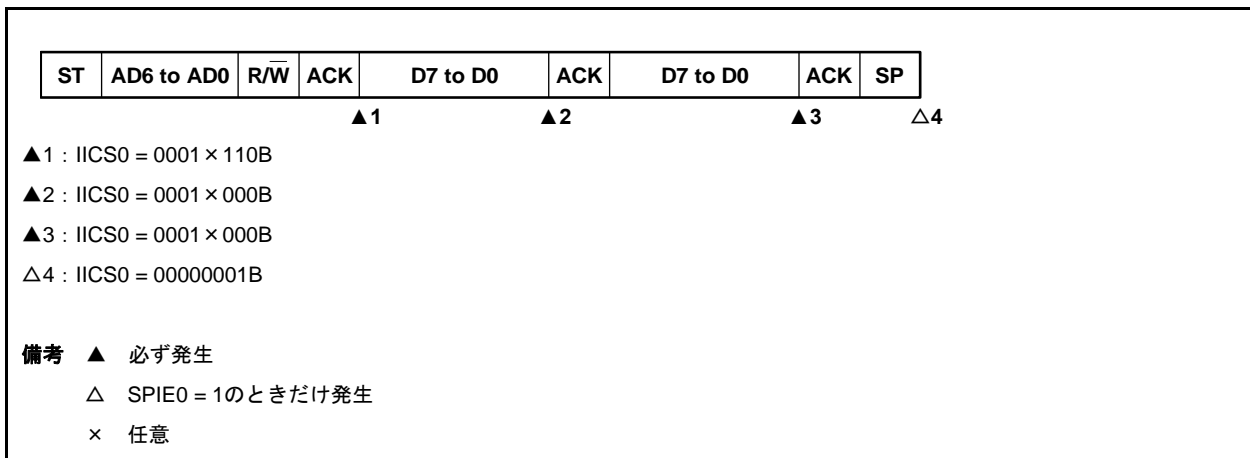 ST AD6 to AD0 R/W̅ ACK D7 to D0 ACK D7 to D0 ACK SP
▲1 ▲2 ▲3 △4
▲1：IICS0 = 0001×110B
▲2：IICS0 = 0001×000B
▲3：IICS0 = 0001×000B
△4：IICS0 = 00000001B
備考 ▲ 必ず発生
△ SPIE0 = 1のときだけ発生
× 任意